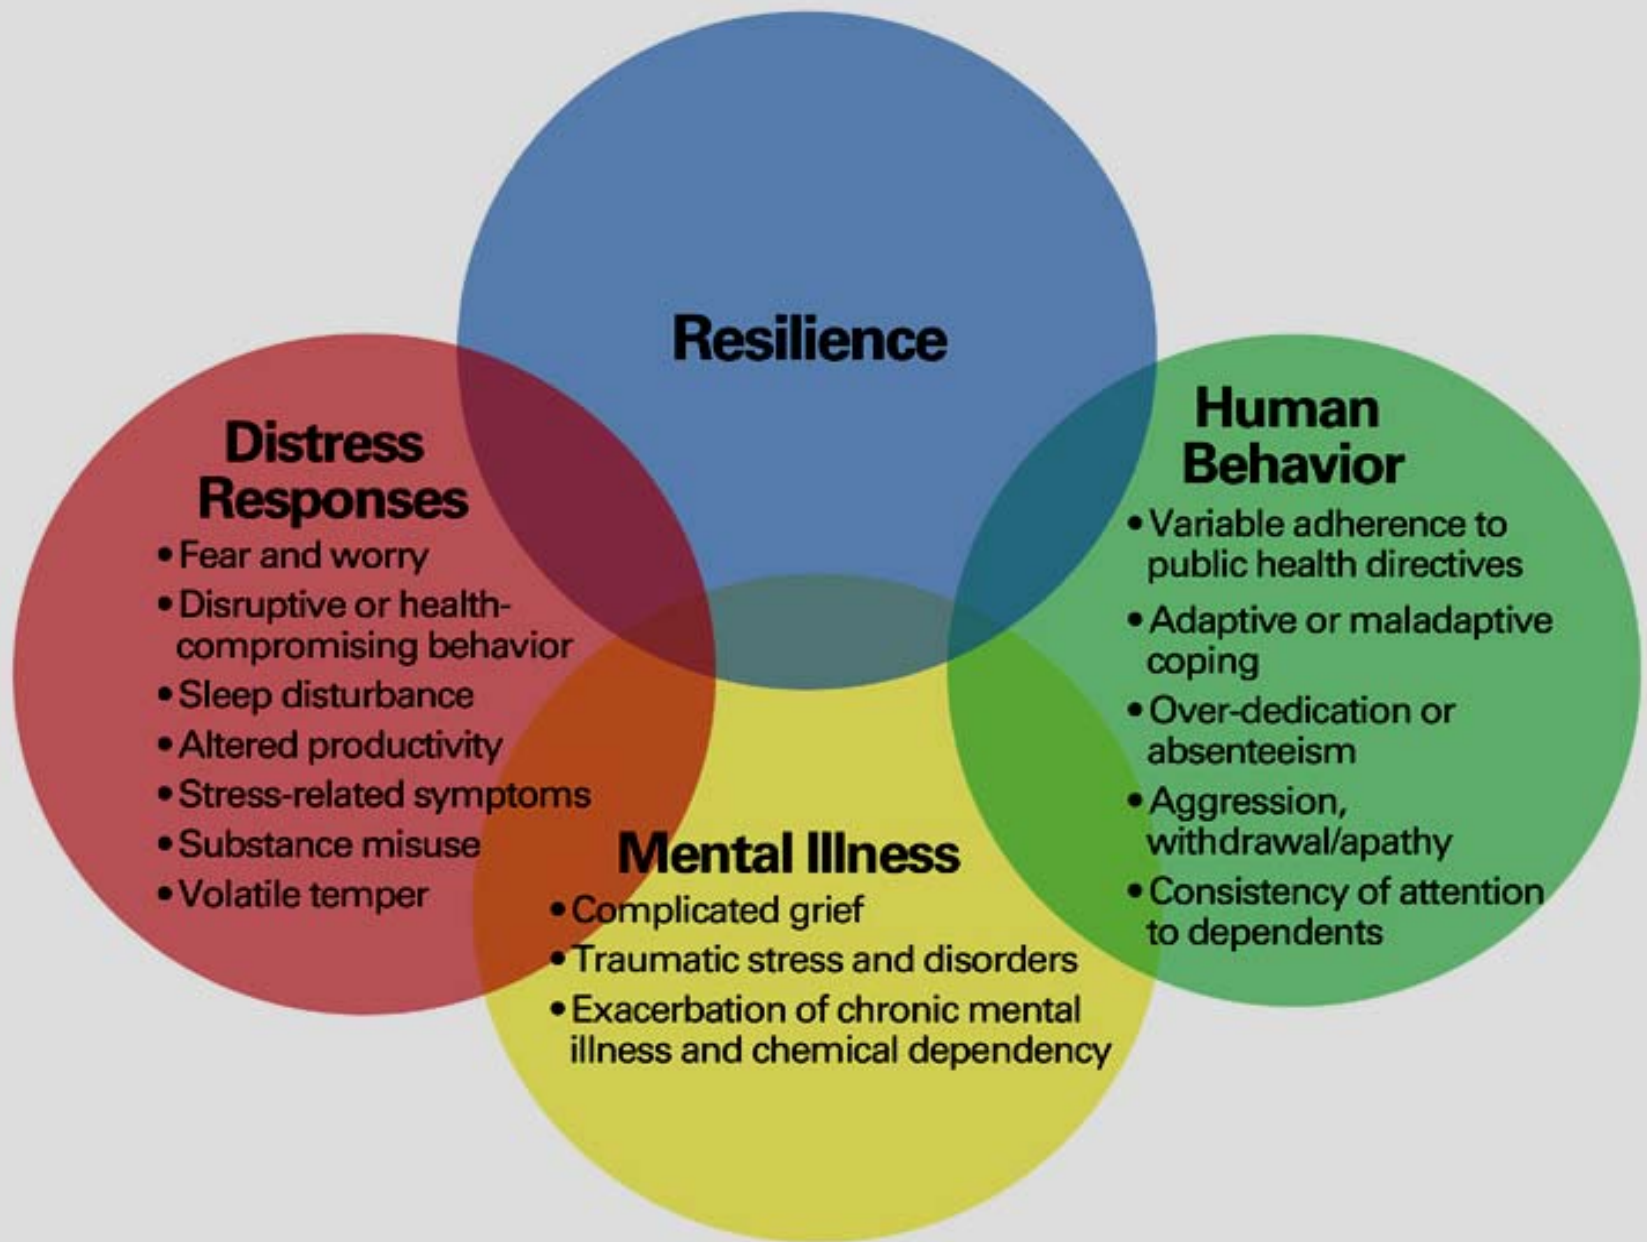 Resilience
Distress
Responses
• Fear and worry
• Disruptive or health-
compromising behavior
• Sleep disturbance
• Altered productivity
• Stress-related symptoms
• Substance misuse
• Volatile temper
Mental Illness
• Complicated grief
• Traumatic stress and disorders
• Exacerbation of chronic mental
illness and chemical dependency
Human
Behavior
• Variable adherence to
public health directives
• Adaptive or maladaptive
coping
• Over-dedication or
absenteeism
• Aggression,
withdrawal/apathy
• Consistency of attention
to dependents